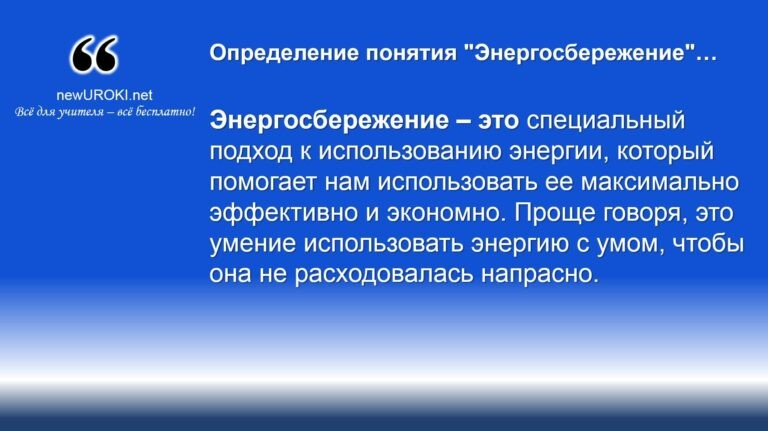 Определение понятия "Энергосбережение"…
newUROKI.net
Всё для учителя – всё бесплатно!
Энергосбережение – это специальный
подход к использованию энергии, который
помогает нам использовать ее максимально
эффективно и экономно. Проще говоря, это
умение использовать энергию с умом, чтобы
она не расходовалась напрасно.